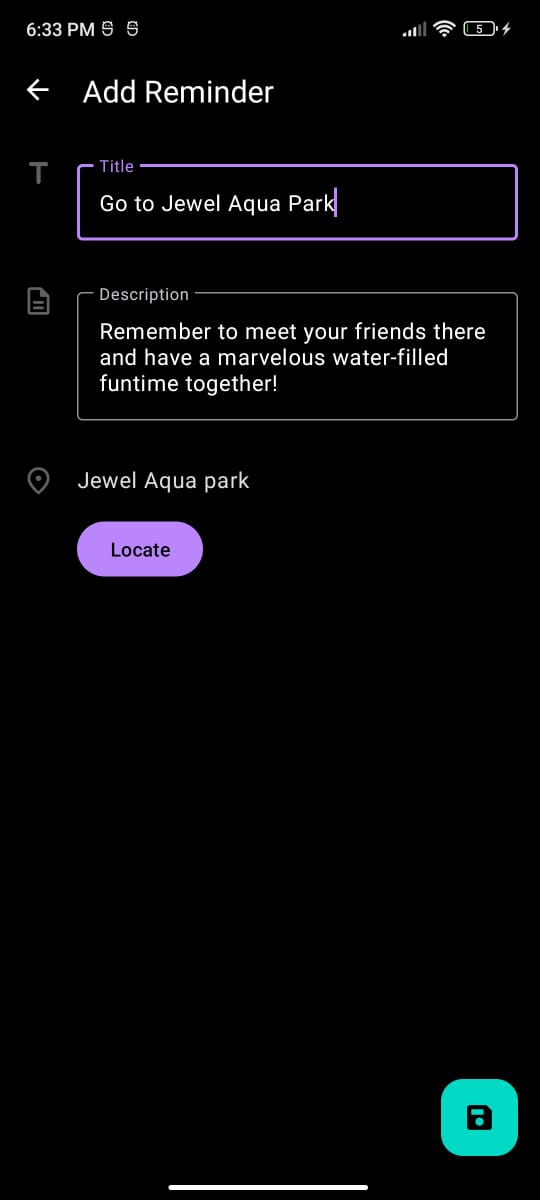 6:33 PM
5
Add Reminder
Title
Go to Jewel Aqua Park
Description
Remember to meet your friends there
and have a marvelous water-filled
funtime together!
Jewel Aqua park
Locate